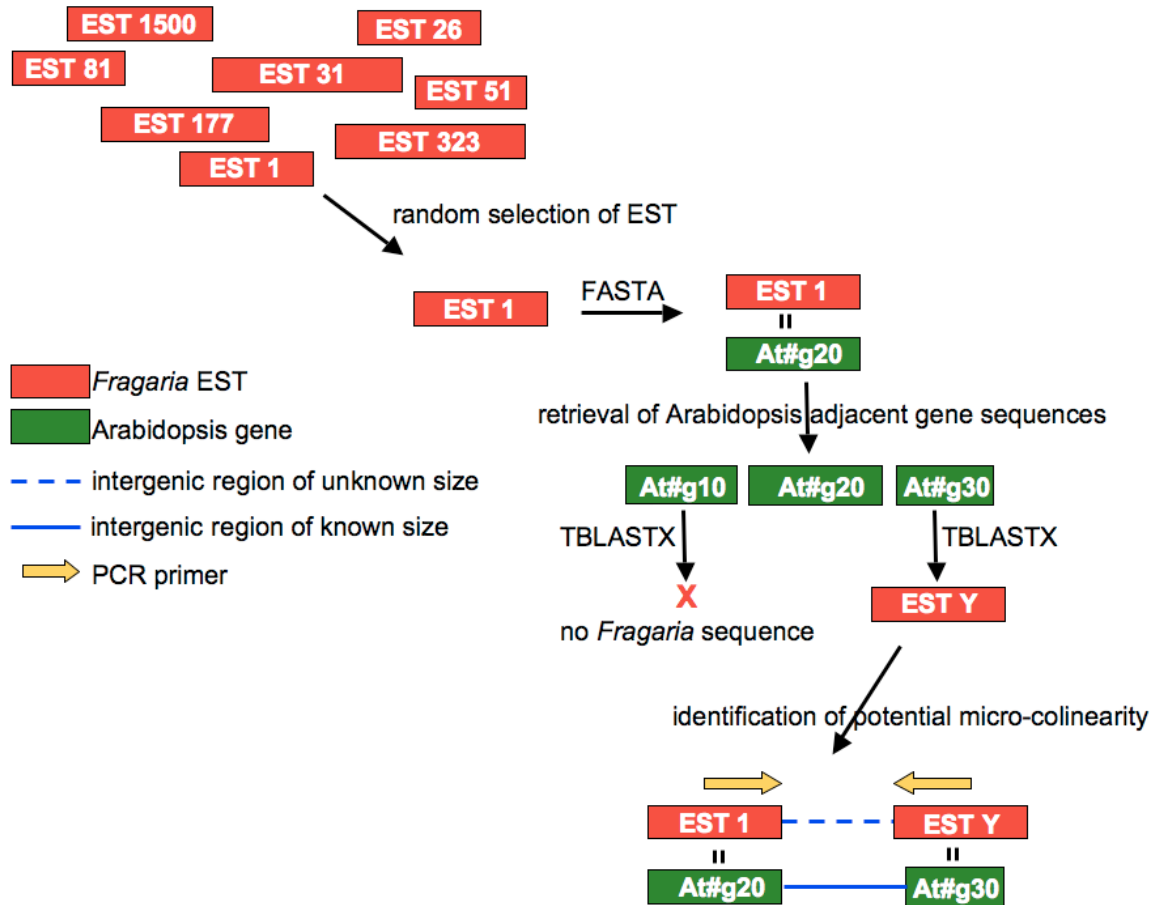 EST 1500
EST 26
EST 81
EST 31
EST 51
EST 177
EST 323
EST 1
random selection of EST
EST 1
FASTA
EST 1
=
At#g20
Fragaria EST
Arabidopsis gene
intergenic region of unknown size
intergenic region of known size
PCR primer
retrieval of Arabidopsis adjacent gene sequences
At#g10
At#g20
At#g30
TBLASTX
TBLASTX
X
EST Y
no Fragaria sequence
identification of potential micro-colinearity
EST 1
EST Y
=
=
At#g20
At#g30